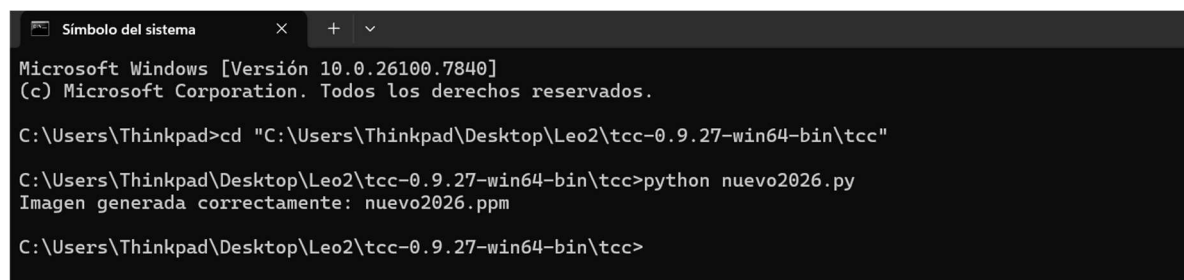 Símbolo del sistema
Microsoft Windows [Versión 10.0.26100.7840]
(c) Microsoft Corporation. Todos los derechos reservados.
C:\Users\Thinkpad>cd "C:\Users\Thinkpad\Desktop\Leo2\tcc-0.9.27-win64-bin\tcc"
C:\Users\Thinkpad\Desktop\Leo2\tcc-0.9.27-win64-bin\tcc>python nuevo2026.py
Imagen generada correctamente: nuevo2026.ppm
C:\Users\Thinkpad\Desktop\Leo2\tcc-0.9.27-win64-bin\tcc>